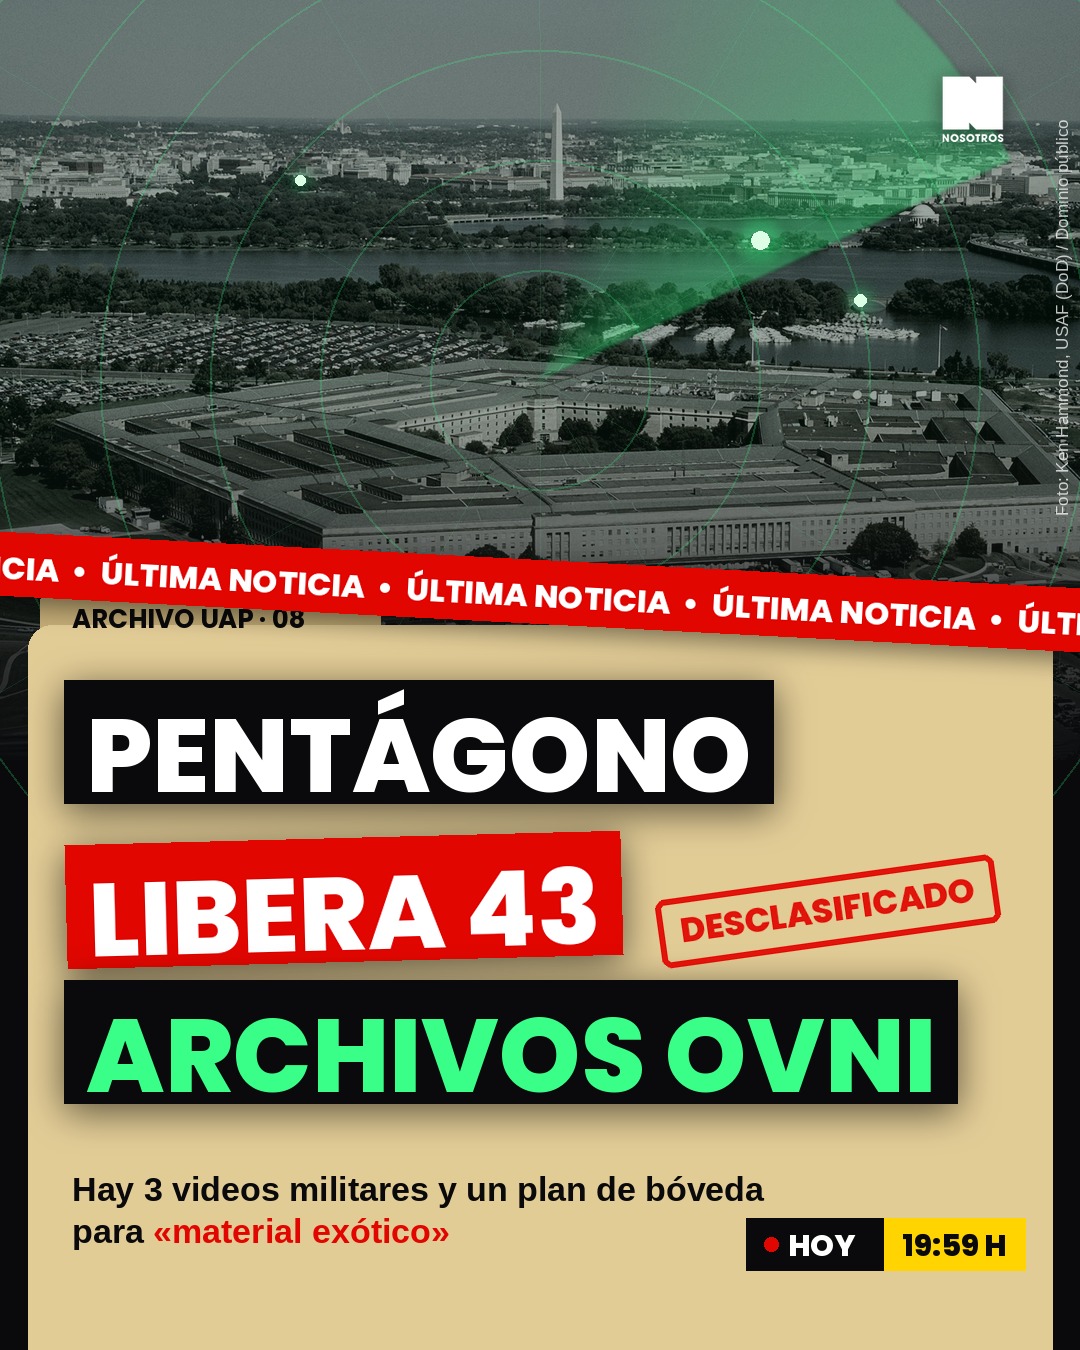 N
NOSOTROS
Foto: Ken Hammond, USAF (DoD) / Dominio público
CIA • ÚLTIMA NOTICIA • ÚLTIMA NOTICIA • ÚLTIMA NOTICIA • ÚLTI
ARCHIVO UAP · 08
PENTÁGONO
LIBERA 43
DESCLASIFICADO
ARCHIVOS OVNI
Hay 3 videos militares y un plan de bóveda
para «material exótico»
HOY 19:59 H